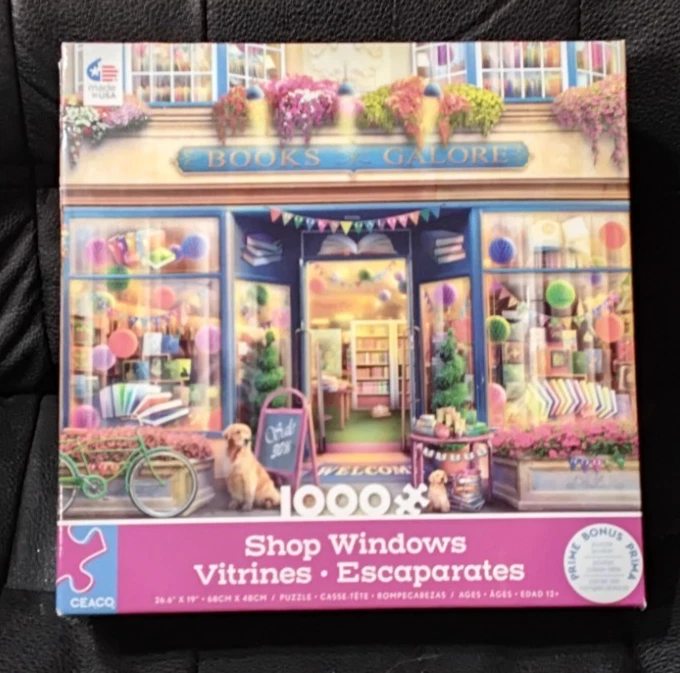 made
in USA
BOOKS GALORE
Sale
WELCOME
1000
Shop Windows
Vitrines • Escaparates
26.6" X 19" • 68CM X 48CM / PUZZLE • CASSE-TÊTE • ROMPECABEZAS / AGES • ÂGES • EDAD 12+
CEACO
PRIME BONUS PRIMA